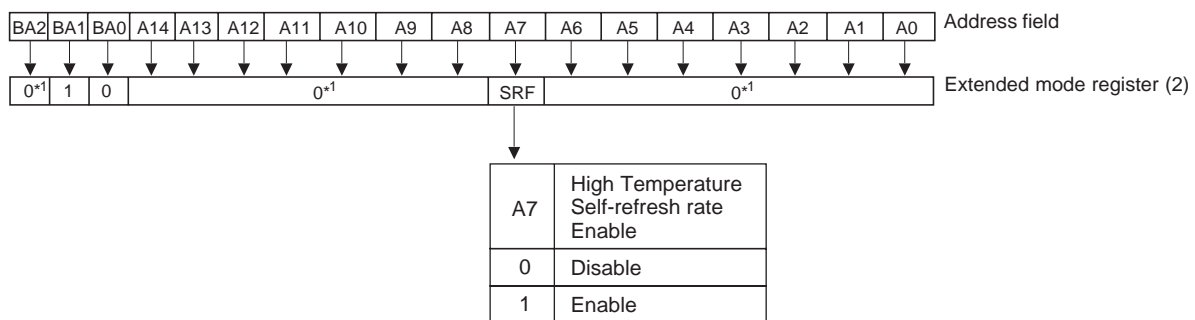 BA2 BA1 BA0 A14 A13 A12 A11 A10 A9 A8 A7 A6 A5 A4 A3 A2 A1 A0 Address field
0*1 1 0 0*1 SRF 0*1 Extended mode register (2)
A7
High Temperature
Self-refresh rate
Enable
0 Disable
1 Enable